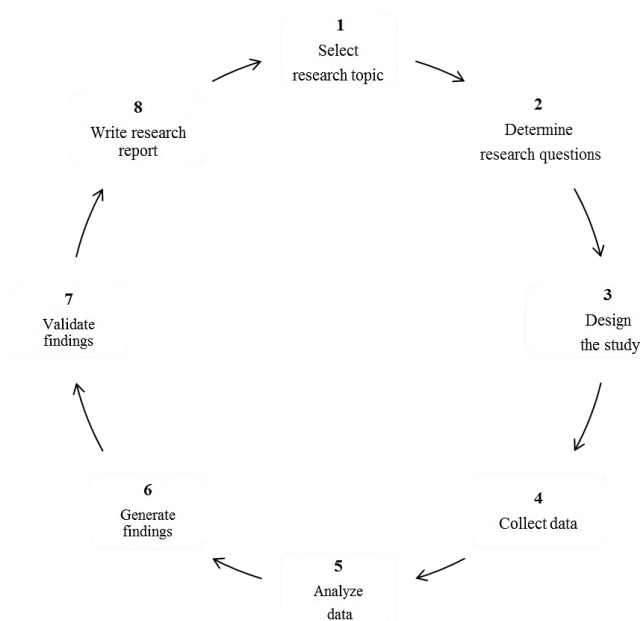 1
Select
research topic
2
Determine
research questions
3
Design
the study
4
Collect data
5
Analyze
data
6
Generate
findings
7
Validate
findings
8
Write research
report